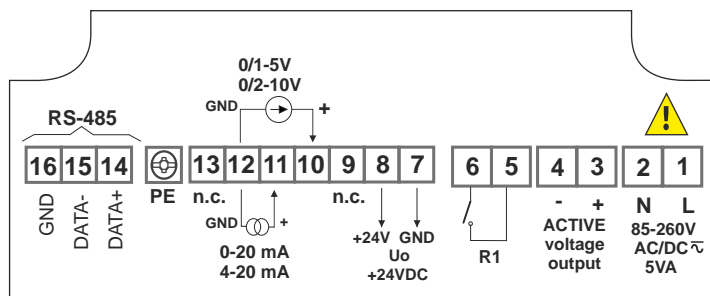 0/1-5V
0/2-10V
GND +
RS-485
16 15 14 13 12 11 10 9 8 7 6 5 4 3 2 1
GND
DATA-
DATA+
PE
n.c.
n.c.
GND +
0-20 mA
4-20 mA
+24V GND
Uo
+24VDC
R1
- +
ACTIVE
voltage
output
N L
85-260V
AC/DC
5VA